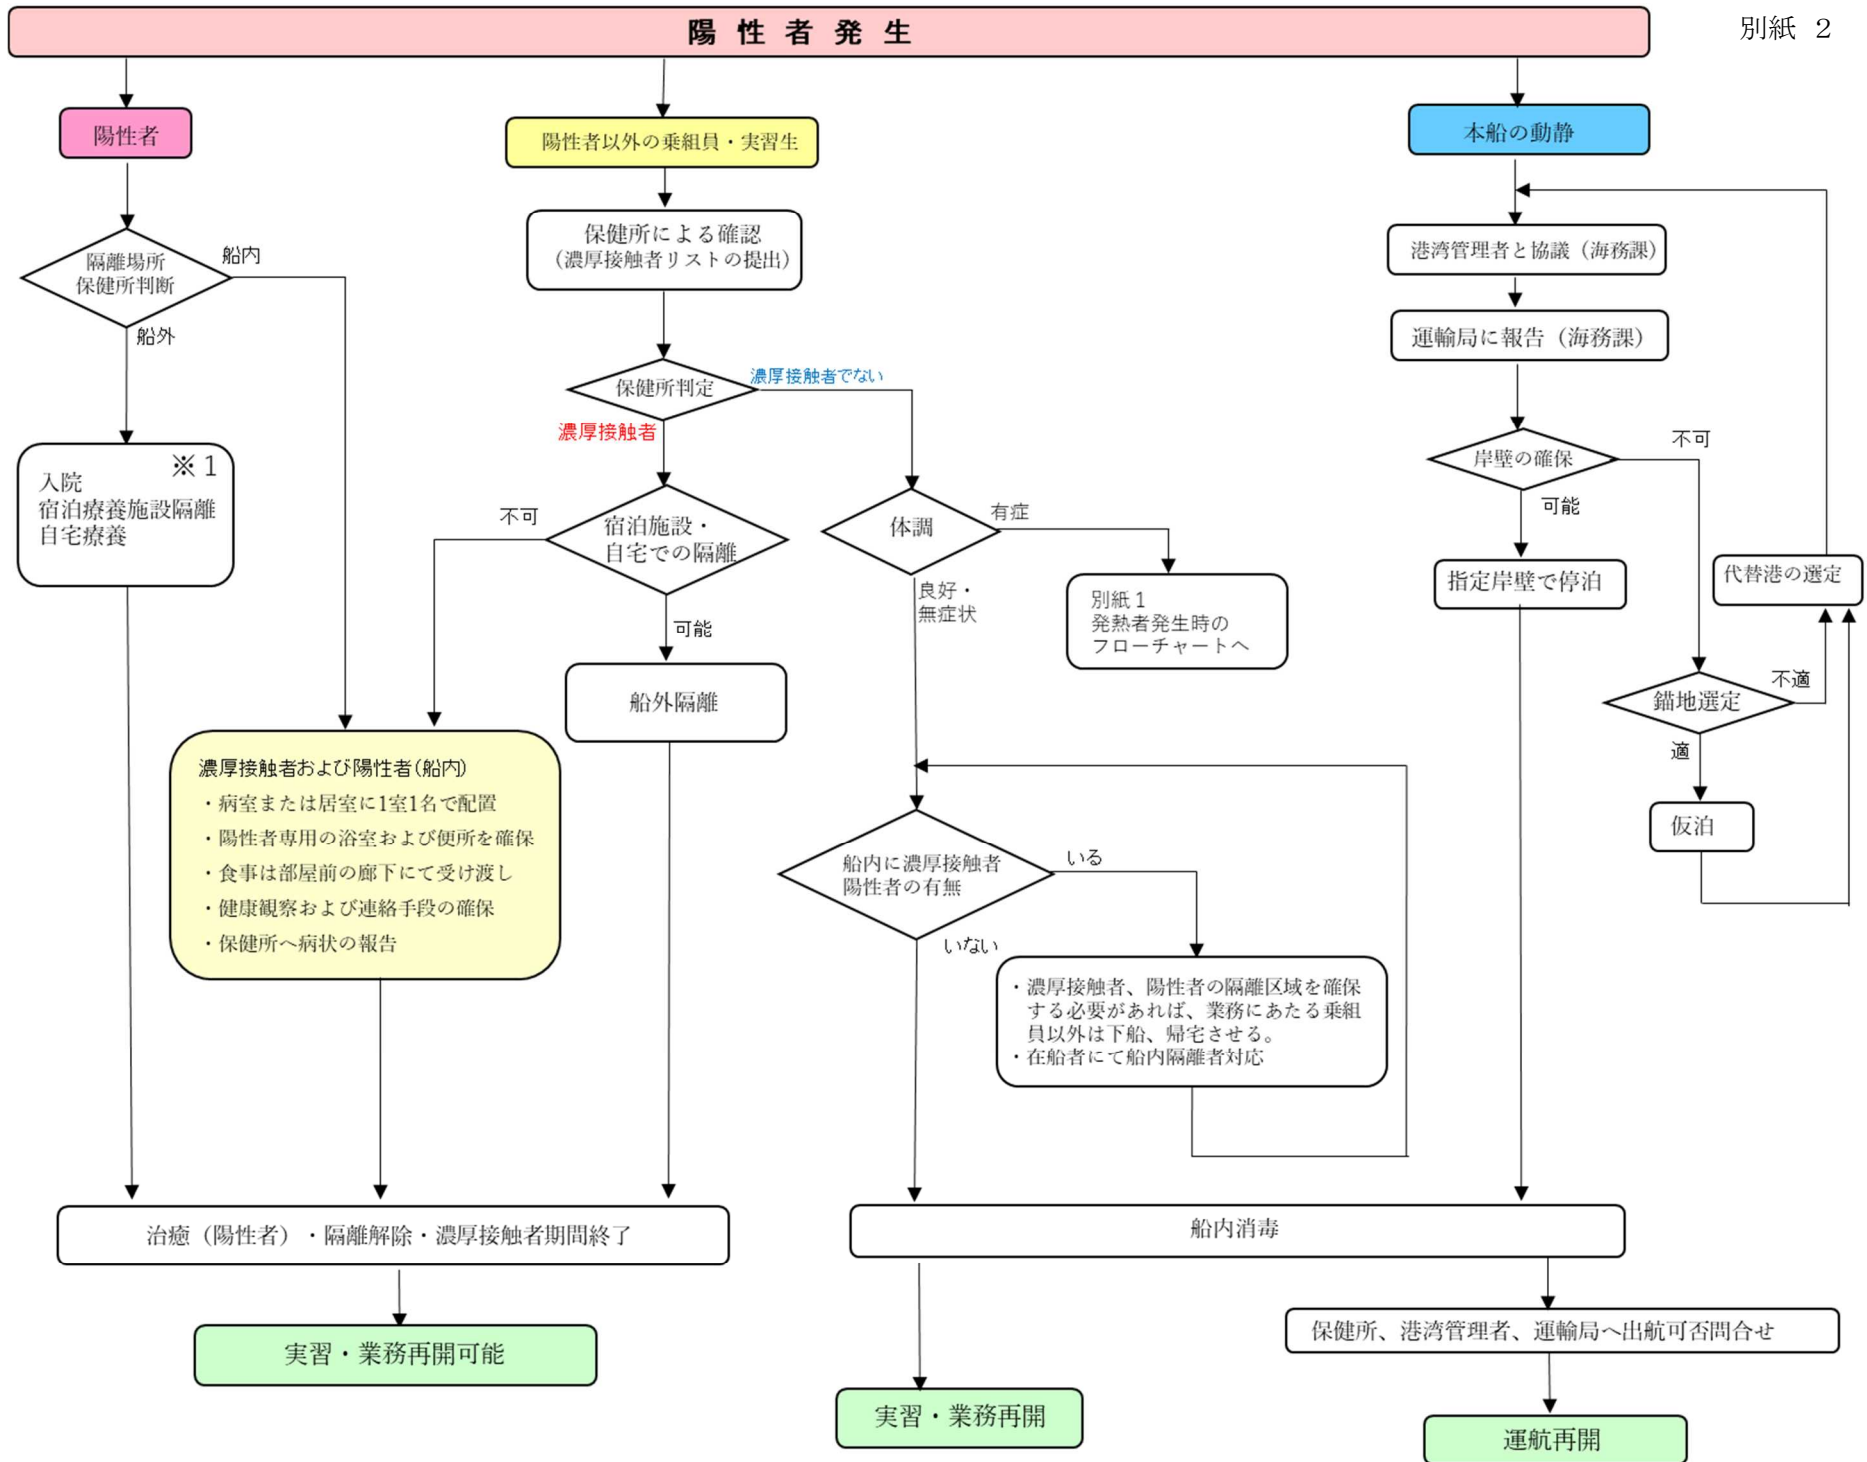 別紙 2
陽 性 者 発 生
陽性者
隔離場所
保健所判断
船内
船外
※1
入院
宿泊療養施設隔離
自宅療養
陽性者以外の乗組員・実習生
保健所による確認
（濃厚接触者リストの提出）
保健所判定
濃厚接触者でない
濃厚接触者
宿泊施設・
自宅での隔離
不可
可能
船外隔離
濃厚接触者および陽性者(船内)
・病室または居室に1室1名で配置
・陽性者専用の浴室および便所を確保
・食事は部屋前の廊下にて受け渡し
・健康観察および連絡手段の確保
・保健所へ病状の報告
体調
有症
良好・
無症状
別紙1
発熱者発生時の
フローチャートへ
船内に濃厚接触者
陽性者の有無
いる
いない
・濃厚接触者、陽性者の隔離区域を確保
する必要があれば、業務にあたる乗組
員以外は下船、帰宅させる。
・在船者にて船内隔離者対応
本船の動静
港湾管理者と協議（海務課）
運輸局に報告（海務課）
岸壁の確保
不可
可能
指定岸壁で停泊
代替港の選定
錨地選定
不適
適
仮泊
治癒（陽性者）・隔離解除・濃厚接触者期間終了
実習・業務再開可能
船内消毒
実習・業務再開
保健所、港湾管理者、運輸局へ出航可否問合せ
運航再開